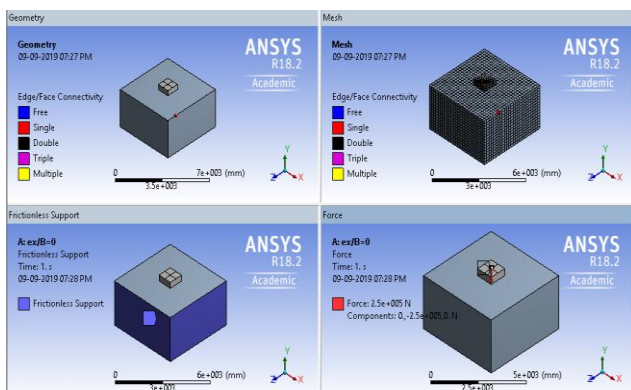 Geometry
Geometry
09-09-2019 07:27 PM
Edge/Face Connectivity
Free
Single
Double
Triple
Multiple
ANSYS
R18.2
Academic
0
7e+003 (mm)
3.5e+003
Y
Z
X
Mesh
Mesh
09-09-2019 07:27 PM
Edge/Face Connectivity
Free
Single
Double
Triple
Multiple
ANSYS
R18.2
Academic
0
6e+003 (mm)
3e+003
Y
Z
X
Frictionless Support
A: ex/B=0
Frictionless Support
Time: 1. s
09-09-2019 07:28 PM
Frictionless Support
ANSYS
R18.2
Academic
0
6e+003 (mm)
3e+003
Y
Z
X
Force
A: ex/B=0
Force
Time: 1. s
09-09-2019 07:28 PM
Force: 2.5e+005 N
Components: 0.,-2.5e+005,0. N
ANSYS
R18.2
Academic
0
5e+003 (mm)
2.5e+003
Y
Z
X